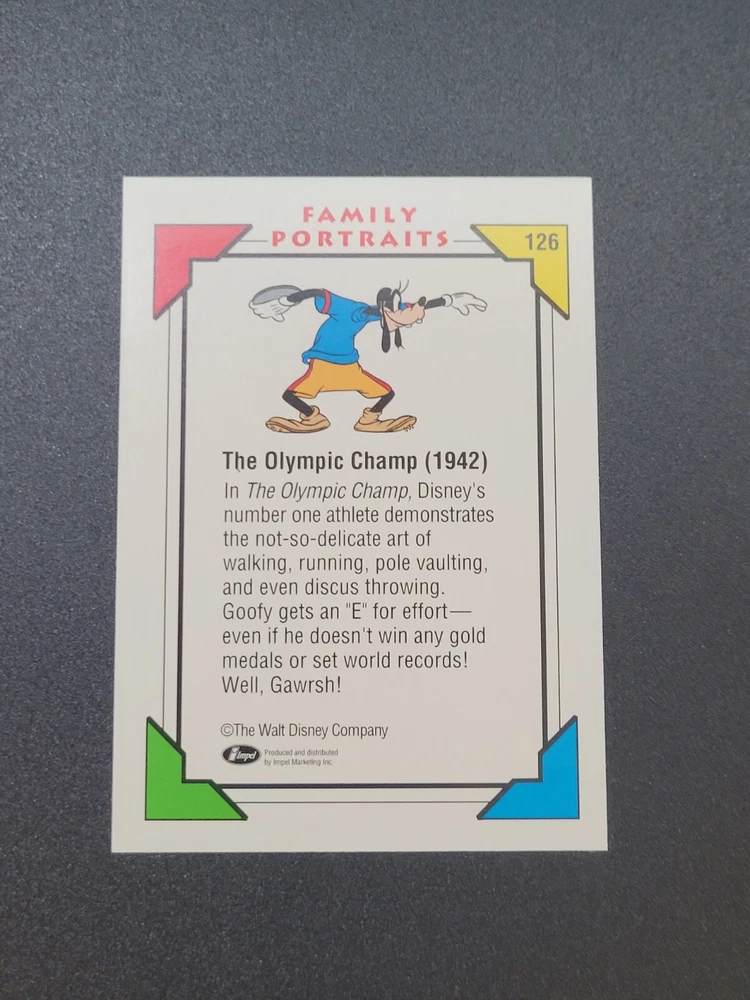 FAMILY
PORTRAITS
126
The Olympic Champ (1942)
In The Olympic Champ, Disney's
number one athlete demonstrates
the not-so-delicate art of
walking, running, pole vaulting,
and even discus throwing.
Goofy gets an "E" for effort—
even if he doesn't win any gold
medals or set world records!
Well, Gawrsh!
©The Walt Disney Company
Impel
Produced and distributed
by Impel Marketing Inc.